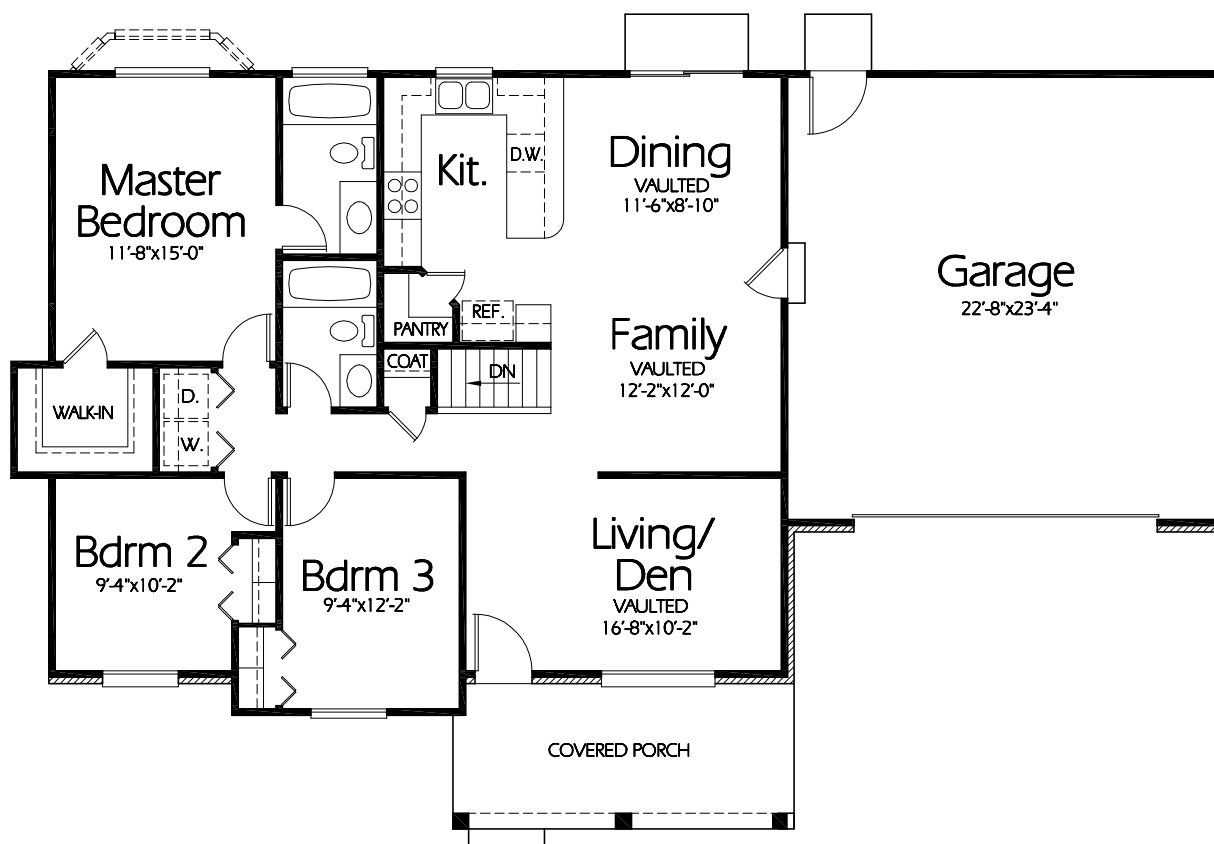 Master
Bedroom
11'-8"x15'-0"
Kit.
D.W.
Dining
VAULTED
11'-6"x8'-10"
Garage
22'-8"x23'-4"
PANTRY
REF.
Family
VAULTED
12'-2"x12'-0"
COAT
DN
WALK-IN
D.
W.
Bdrm 2
9'-4"x10'-2"
Bdrm 3
9'-4"x12'-2"
Living/
Den
VAULTED
16'-8"x10'-2"
COVERED PORCH